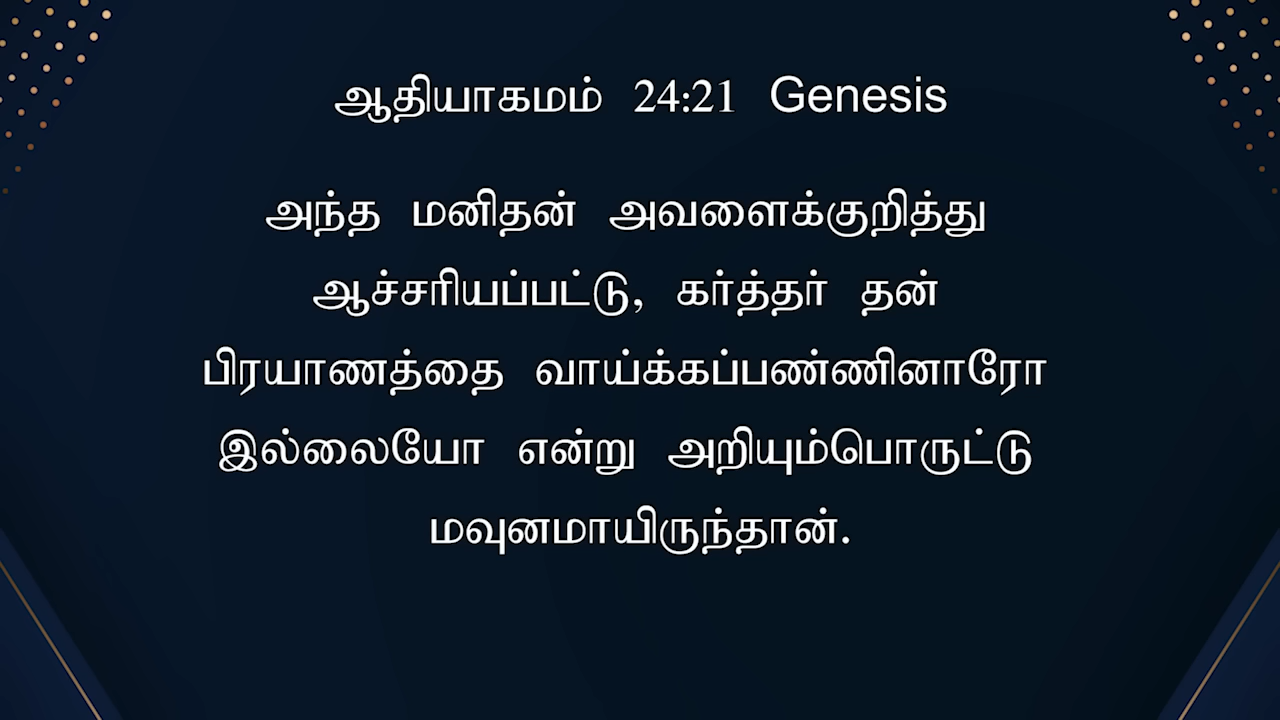 ஆதியாகமம் 24:21 Genesis
அந்த மனிதன் அவளைக்குறித்து
ஆச்சரியப்பட்டு, கர்த்தர் தன்
பிரயாணத்தை வாய்க்கப்பண்ணினாரோ
இல்லையோ என்று அறியும்பொருட்டு
மவுனமாயிருந்தான்.